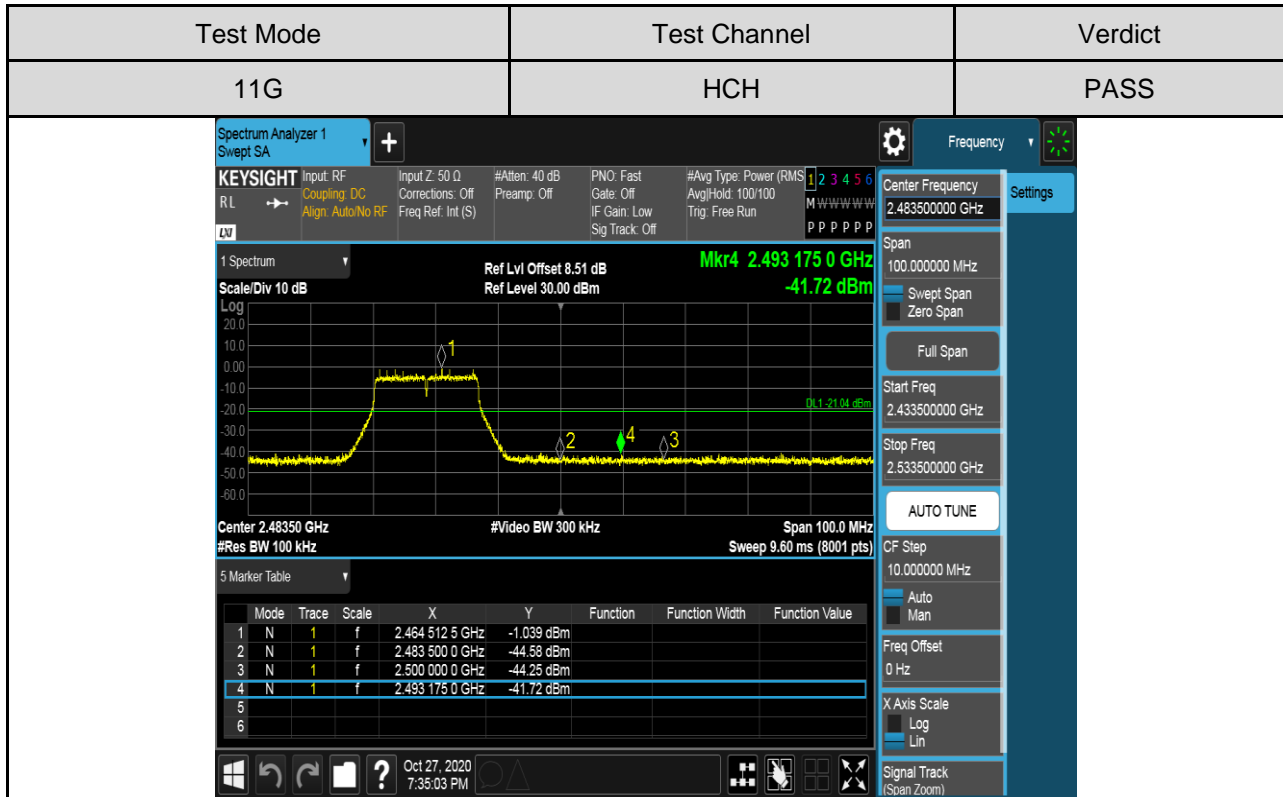 Test Mode Test Channel Verdict
11G HCH PASS
Spectrum Analyzer 1
Swept SA
+
Frequency
KEYSIGHT Input: RF Input Z: 50 Ω #Atten: 40 dB PNO: Fast #Avg Type: Power (RMS 1 2 3 4 5 6
RL Coupling: DC Corrections: Off Preamp: Off Gate: Off Avg|Hold: 100/100 M W W W W W
Align: Auto/No RF Freq Ref: Int (S) IF Gain: Low Trig: Free Run
LXI Sig Track: Off P P P P P P
1 Spectrum Ref Lvl Offset 8.51 dB Mkr4 2.493 175 0 GHz
Scale/Div 10 dB Ref Level 30.00 dBm -41.72 dBm
Log
20.0
10.0
0.00
-10.0
-20.0
-30.0
-40.0
-50.0
-60.0
1
DL1 -21.04 dBm
2 4 3
Center 2.48350 GHz #Video BW 300 kHz Span 100.0 MHz
#Res BW 100 kHz Sweep 9.60 ms (8001 pts)
5 Marker Table
Mode Trace Scale X Y Function Function Width Function Value
1 N 1 f 2.464 512 5 GHz -1.039 dBm
2 N 1 f 2.483 500 0 GHz -44.58 dBm
3 N 1 f 2.500 000 0 GHz -44.25 dBm
4 N 1 f 2.493 175 0 GHz -41.72 dBm
5
6
?
Oct 27, 2020
7:35:03 PM
Center Frequency
2.483500000 GHz
Settings
Span
100.000000 MHz
Swept Span
Zero Span
Full Span
Start Freq
2.433500000 GHz
Stop Freq
2.533500000 GHz
AUTO TUNE
CF Step
10.000000 MHz
Auto
Man
Freq Offset
0 Hz
X Axis Scale
Log
Lin
Signal Track
(Span Zoom)